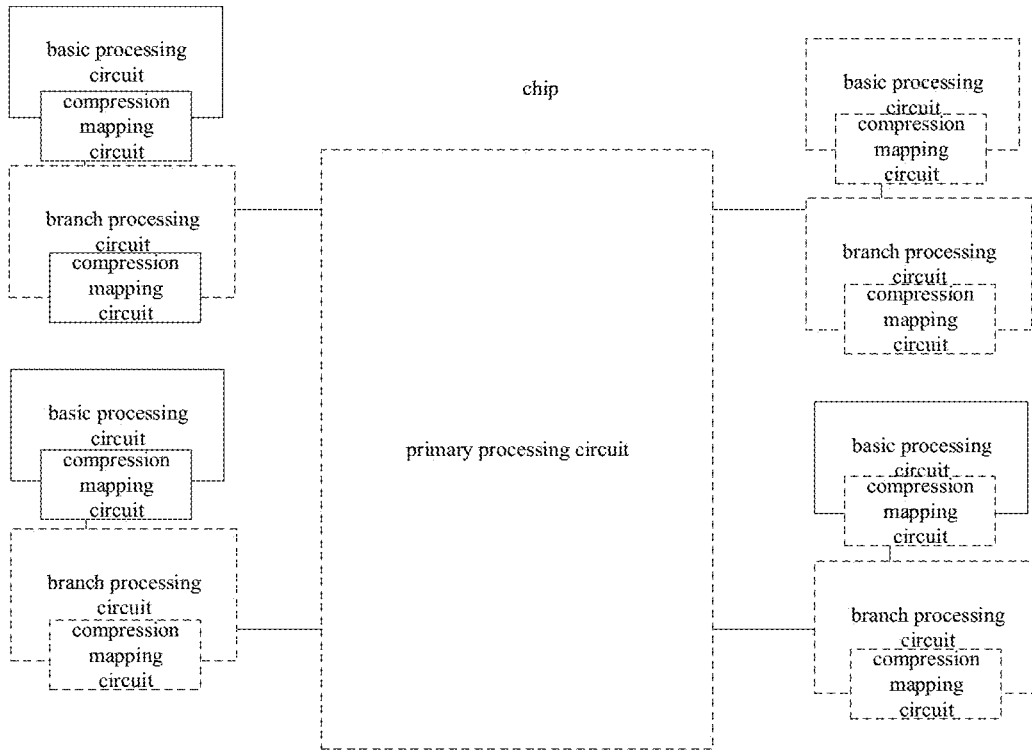 basic processing
circuit
compression
mapping
circuit
branch processing
circuit
compression
mapping
circuit
basic processing
circuit
compression
mapping
circuit
branch processing
circuit
compression
mapping
circuit
chip
primary processing circuit
basic processing
circuit
compression
mapping
circuit
branch processing
circuit
compression
mapping
circuit
basic processing
circuit
compression
mapping
circuit
branch processing
circuit
compression
mapping
circuit